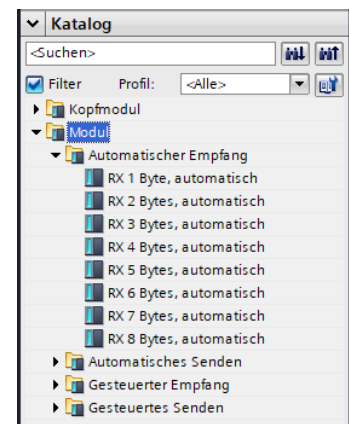 Katalog
<Suchen>
Filter Profil: <Alle>
Kopfmodul
Modul
Automatischer Empfang
RX 1 Byte, automatisch
RX 2 Bytes, automatisch
RX 3 Bytes, automatisch
RX 4 Bytes, automatisch
RX 5 Bytes, automatisch
RX 6 Bytes, automatisch
RX 7 Bytes, automatisch
RX 8 Bytes, automatisch
Automatisches Senden
Gesteuerter Empfang
Gesteuertes Senden